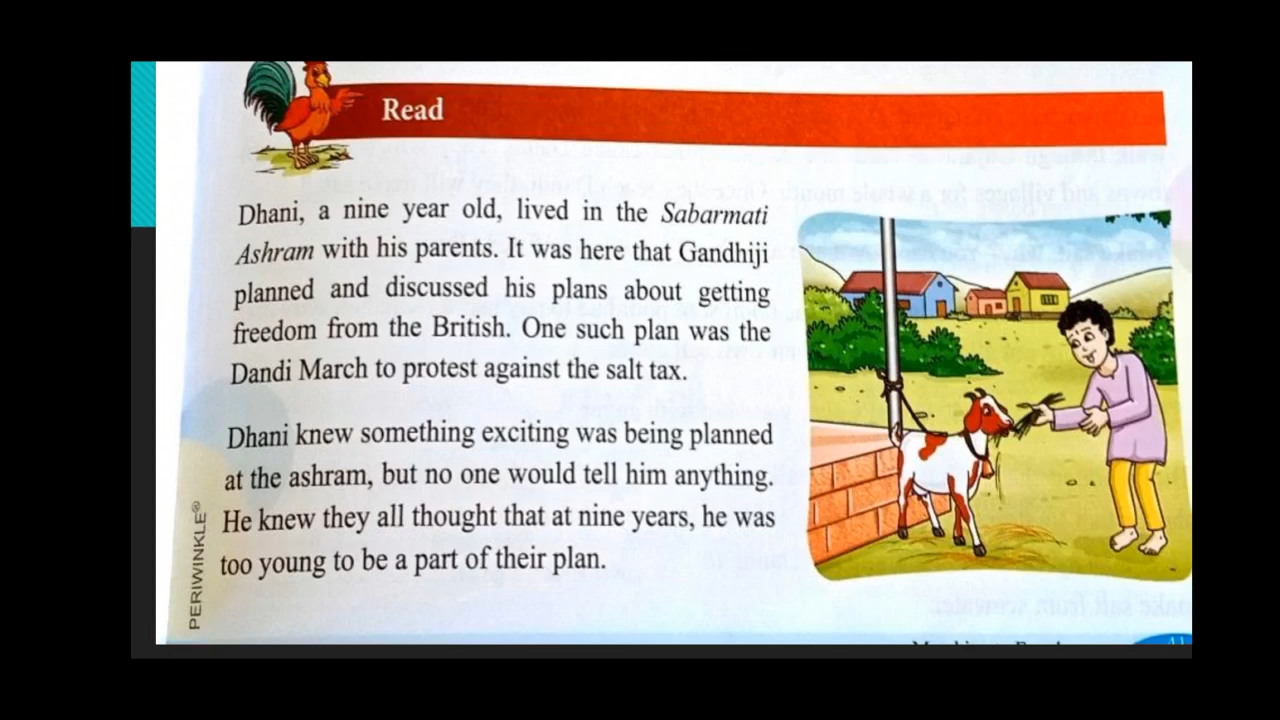 Read
Dhani, a nine year old, lived in the Sabarmati
Ashram with his parents. It was here that Gandhiji
planned and discussed his plans about getting
freedom from the British. One such plan was the
Dandi March to protest against the salt tax.
Dhani knew something exciting was being planned
at the ashram, but no one would tell him anything.
He knew they all thought that at nine years, he was
too young to be a part of their plan.
PERIWINKLE®